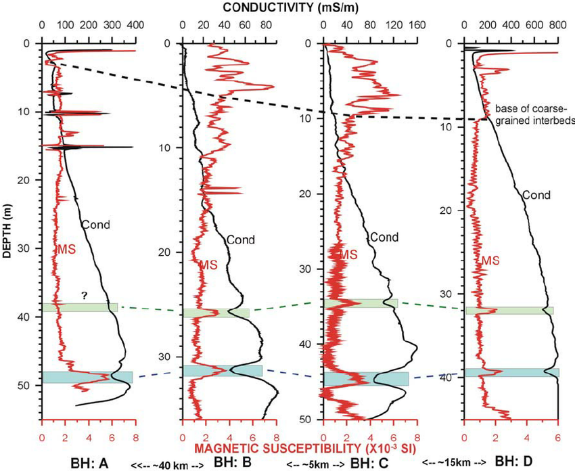 CONDUCTIVITY (mS/m)
0 100 200 300 400
0 20 40 60 80
0 40 80 120 160
0 200 400 600 800
DEPTH (m)
0
10
20
30
40
50
0
10
20
30
0
10
20
30
40
50
0
10
20
30
40
base of coarse-
grained interbeds
Cond
MS
?
Cond
MS
Cond
MS
Cond
MS
0 2 4 6 8
0 2 4 6 8
0 2 4 6 8
0 2 4 6
MAGNETIC SUSCEPTIBILITY (X10⁻³ SI)
BH: A <<-- ~40 km --> BH: B <-- ~5km --> BH: C <-- ~15km --> BH: D